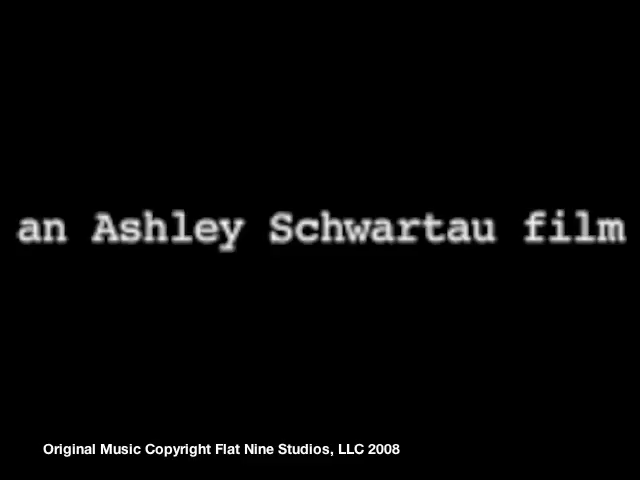 an Ashley Schwartau film
Original Music Copyright Flat Nine Studios, LLC 2008